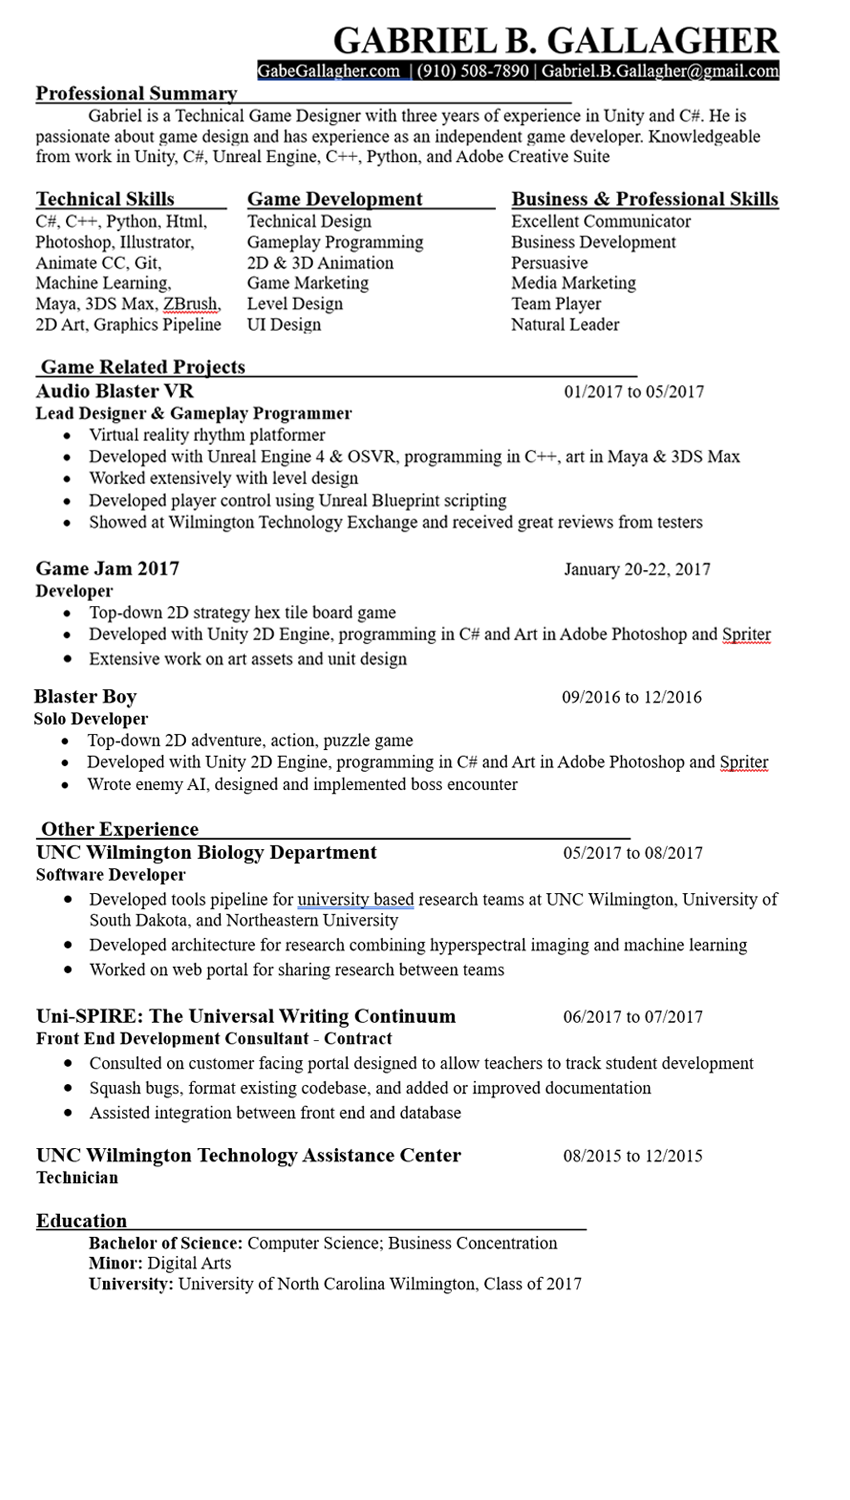 GABRIEL B. GALLAGHER
GabeGallagher.com | (910) 508-7890 | Gabriel.B.Gallagher@gmail.com
Professional Summary
Gabriel is a Technical Game Designer with three years of experience in Unity and C#. He is
passionate about game design and has experience as an independent game developer. Knowledgeable
from work in Unity, C#, Unreal Engine, C++, Python, and Adobe Creative Suite
Technical Skills
C#, C++, Python, Html,
Photoshop, Illustrator,
Animate CC, Git,
Machine Learning,
Maya, 3DS Max, ZBrush,
2D Art, Graphics Pipeline
Game Development
Technical Design
Gameplay Programming
2D & 3D Animation
Game Marketing
Level Design
UI Design
Business & Professional Skills
Excellent Communicator
Business Development
Persuasive
Media Marketing
Team Player
Natural Leader
Game Related Projects
Audio Blaster VR 01/2017 to 05/2017
Lead Designer & Gameplay Programmer
• Virtual reality rhythm platformer
• Developed with Unreal Engine 4 & OSVR, programming in C++, art in Maya & 3DS Max
• Worked extensively with level design
• Developed player control using Unreal Blueprint scripting
• Showed at Wilmington Technology Exchange and received great reviews from testers
Game Jam 2017 January 20-22, 2017
Developer
• Top-down 2D strategy hex tile board game
• Developed with Unity 2D Engine, programming in C# and Art in Adobe Photoshop and Spriter
• Extensive work on art assets and unit design
Blaster Boy 09/2016 to 12/2016
Solo Developer
• Top-down 2D adventure, action, puzzle game
• Developed with Unity 2D Engine, programming in C# and Art in Adobe Photoshop and Spriter
• Wrote enemy AI, designed and implemented boss encounter
Other Experience
UNC Wilmington Biology Department 05/2017 to 08/2017
Software Developer
• Developed tools pipeline for university based research teams at UNC Wilmington, University of
South Dakota, and Northeastern University
• Developed architecture for research combining hyperspectral imaging and machine learning
• Worked on web portal for sharing research between teams
Uni-SPIRE: The Universal Writing Continuum 06/2017 to 07/2017
Front End Development Consultant - Contract
• Consulted on customer facing portal designed to allow teachers to track student development
• Squash bugs, format existing codebase, and added or improved documentation
• Assisted integration between front end and database
UNC Wilmington Technology Assistance Center 08/2015 to 12/2015
Technician
Education
Bachelor of Science: Computer Science; Business Concentration
Minor: Digital Arts
University: University of North Carolina Wilmington, Class of 2017